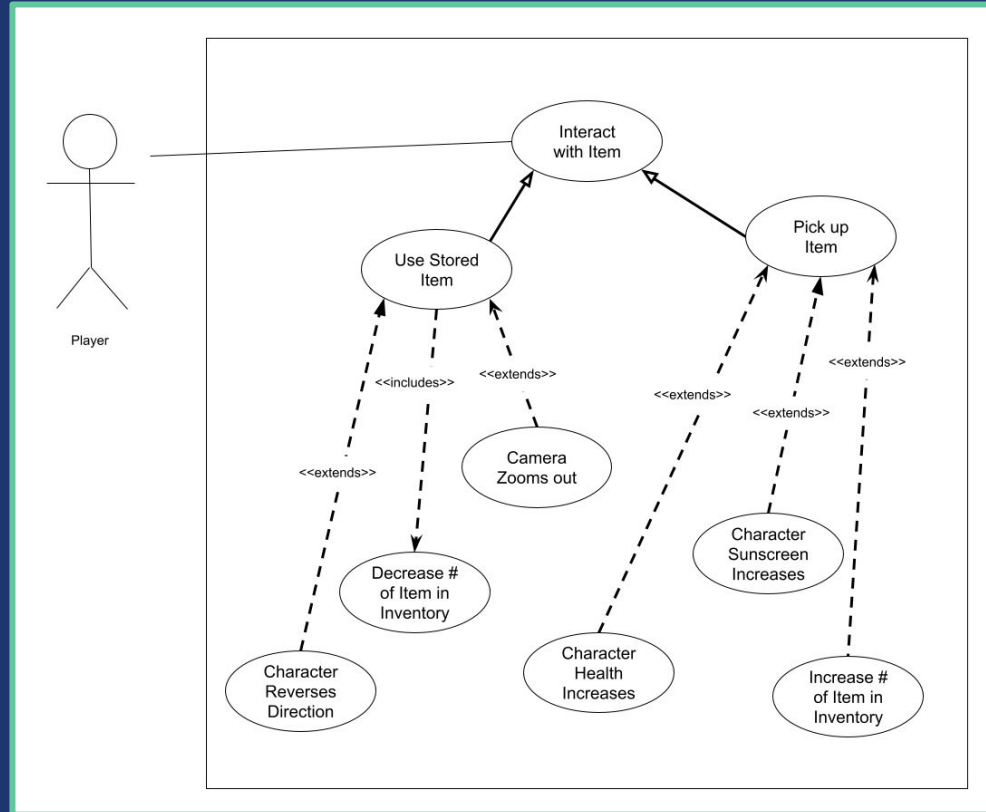 Interact
with Item
Pick up
Item
Use Stored
Item
Player
<<extends>>
<<includes>>
<<extends>>
<<extends>>
<<extends>>
<<extends>>
Camera
Zooms out
Character
Sunscreen
Increases
Decrease #
of Item in
Inventory
Character
Reverses
Direction
Character
Health
Increases
Increase #
of Item in
Inventory